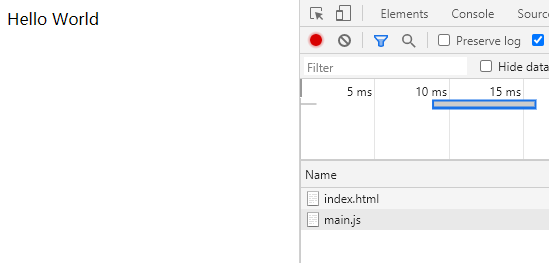 Hello World
Elements Console Sources
Preserve log
Filter
Hide data
5 ms 10 ms 15 ms
Name
index.html
main.js